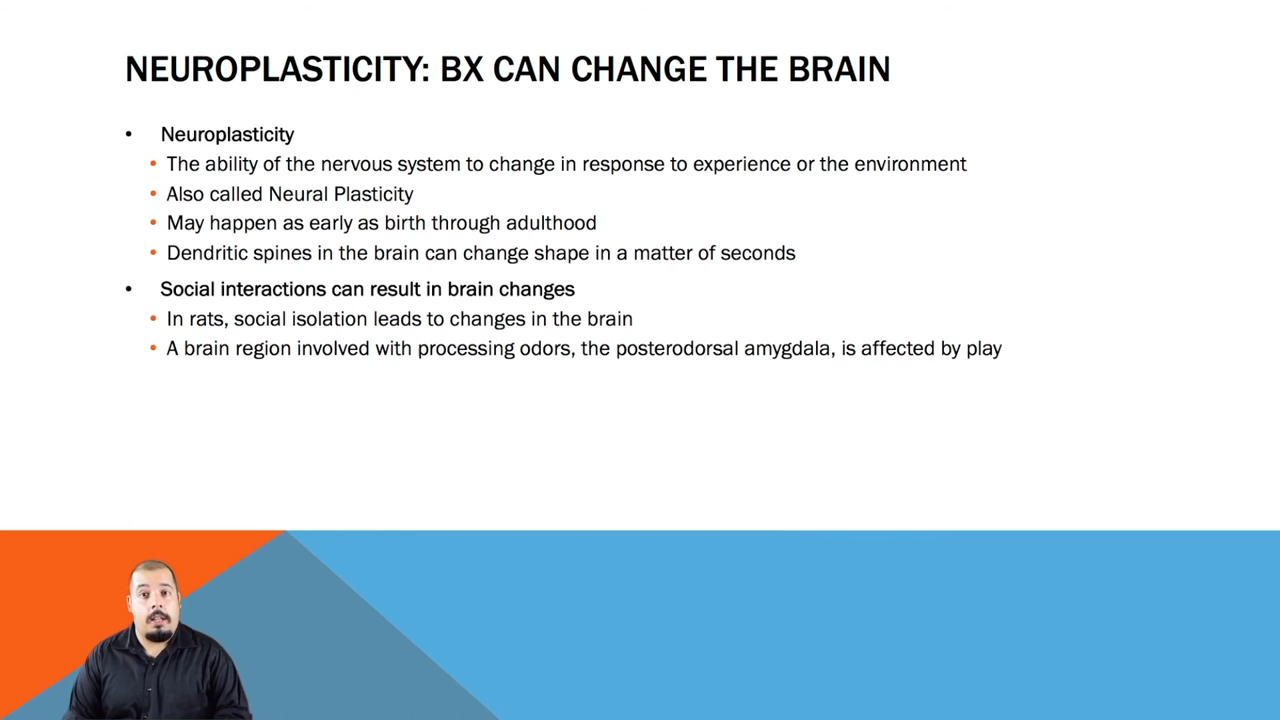 NEUROPLASTICITY: BX CAN CHANGE THE BRAIN
• Neuroplasticity
• The ability of the nervous system to change in response to experience or the environment
• Also called Neural Plasticity
• May happen as early as birth through adulthood
• Dendritic spines in the brain can change shape in a matter of seconds
• Social interactions can result in brain changes
• In rats, social isolation leads to changes in the brain
• A brain region involved with processing odors, the posterodorsal amygdala, is affected by play